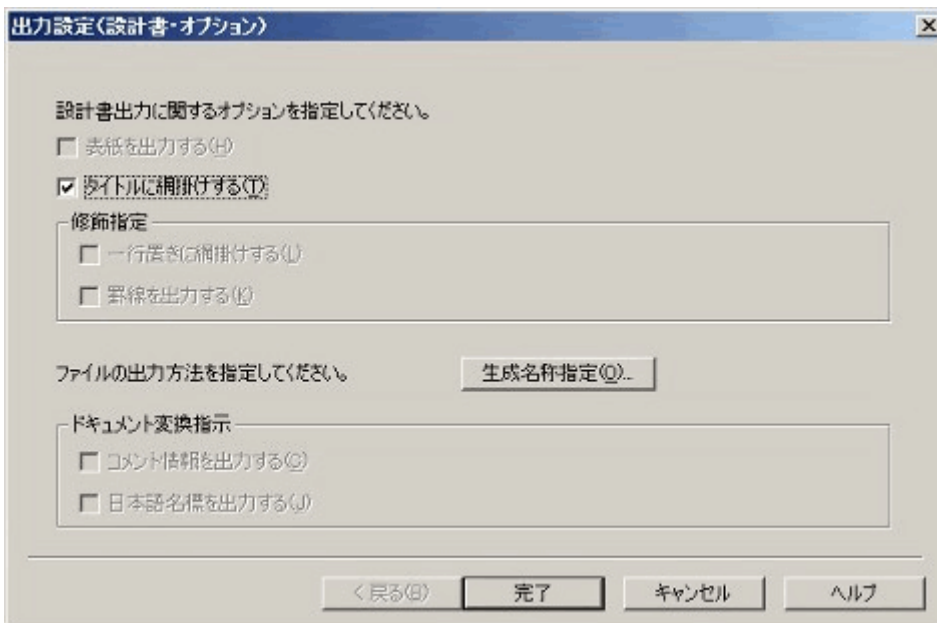 出力設定(設計書・オプション)
設計書出力に関するオプションを指定してください。
表紙を出力する(H)
タイトルに網掛けする(T)
修飾指定
一行置きに網掛けする(L)
罫線を出力する(K)
ファイルの出力方法を指定してください。 生成名称指定(O)...
ドキュメント変換指示
コメント情報を出力する(C)
日本語名標を出力する(J)
< 戻る(B) 完了 キャンセル ヘルプ